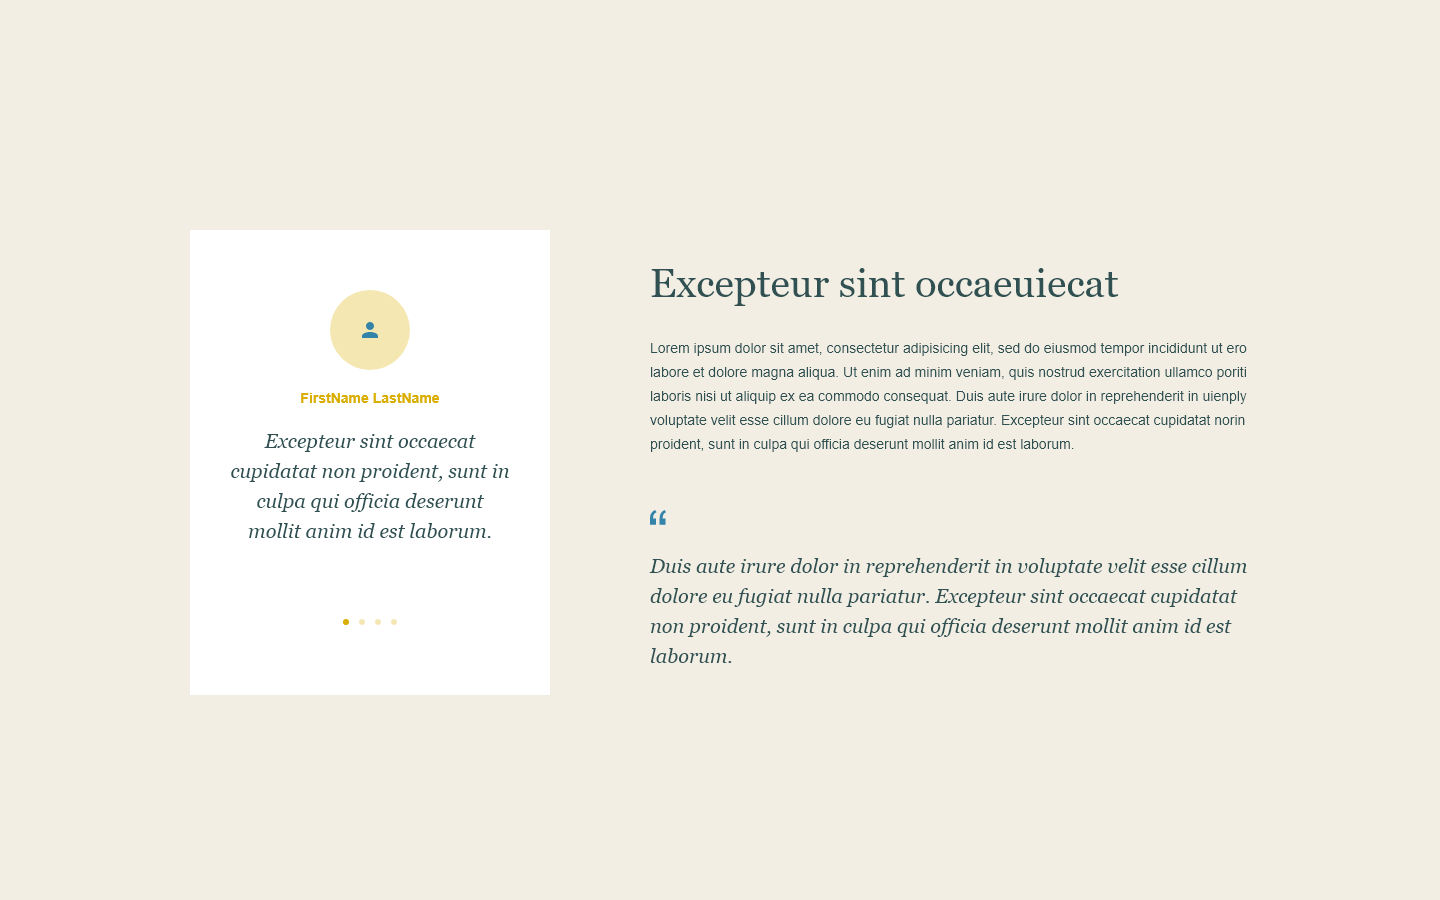 FirstName LastName
Excepteur sint occaecat
cupidatat non proident, sunt in
culpa qui officia deserunt
mollit anim id est laborum.
Excepteur sint occaeuiecat
Lorem ipsum dolor sit amet, consectetur adipisicing elit, sed do eiusmod tempor incididunt ut ero
labore et dolore magna aliqua. Ut enim ad minim veniam, quis nostrud exercitation ullamco poriti
laboris nisi ut aliquip ex ea commodo consequat. Duis aute irure dolor in reprehenderit in uienply
voluptate velit esse cillum dolore eu fugiat nulla pariatur. Excepteur sint occaecat cupidatat norin
proident, sunt in culpa qui officia deserunt mollit anim id est laborum.
“
Duis aute irure dolor in reprehenderit in voluptate velit esse cillum
dolore eu fugiat nulla pariatur. Excepteur sint occaecat cupidatat
non proident, sunt in culpa qui officia deserunt mollit anim id est
laborum.